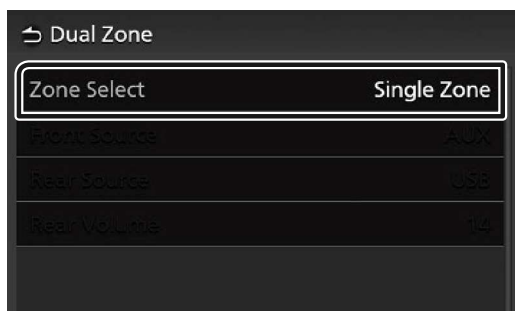 Dual Zone
Zone Select Single Zone
Front Source AUX
Rear Source USB
Rear Volume 14